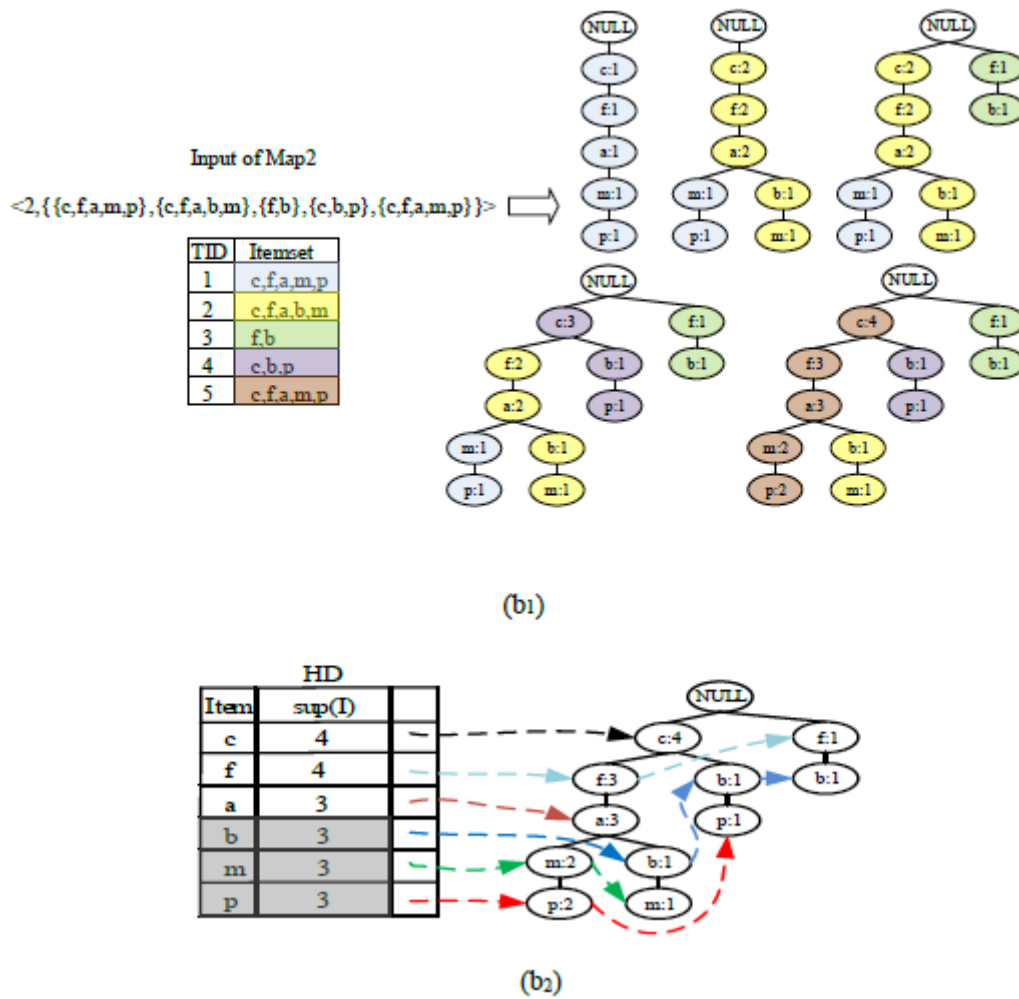 NULL NULL NULL
c:1 c:2 c:2 f:1
f:1 f:2 f:2 b:1
a:1 a:2 a:2
Input of Map2
m:1 m:1 b:1 m:1 b:1
<2,{{c,f,a,m,p},{c,f,a,b,m},{f,b},{c,b,p},{c,f,a,m,p}}>
p:1 p:1 m:1 p:1 m:1
TID Itemset
1 c,f,a,m,p
2 c,f,a,b,m
3 f,b
4 c,b,p
5 c,f,a,m,p
NULL NULL
c:3 f:1 c:4 f:1
f:2 b:1 b:1 f:3 b:1 b:1
a:2 p:1 a:3 p:1
m:1 b:1 m:2 b:1
p:1 m:1 p:2 m:1
(b1)
HD
Item sup(I)
c 4
f 4
a 3
b 3
m 3
p 3
NULL
c:4 f:1
f:3 b:1 b:1
a:3 p:1
m:2 b:1
p:2 m:1
(b2)